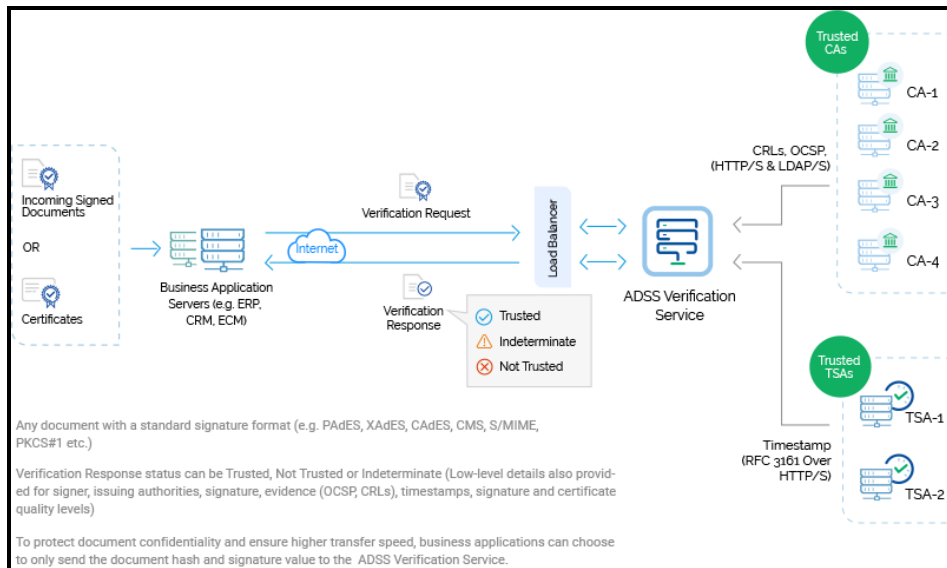 Trusted
CAs
CA-1
CA-2
CA-3
CA-4
CRLs, OCSP,
(HTTP/S & LDAP/S)
Incoming Signed
Documents
OR
Certificates
Business Application
Servers (e.g. ERP,
CRM, ECM)
Verification Request
Internet
Verification
Response
Trusted
Indeterminate
Not Trusted
Load Balancer
ADSS Verification
Service
Trusted
TSAs
TSA-1
TSA-2
Timestamp
(RFC 3161 Over
HTTP/S)
Any document with a standard signature format (e.g. PAdES, XAdES, CAdES, CMS, S/MIME,
PKCS#1 etc.)
Verification Response status can be Trusted, Not Trusted or Indeterminate (Low-level details also provid-
ed for signer, issuing authorities, signature, evidence (OCSP, CRLs), timestamps, signature and certificate
quality levels)
To protect document confidentiality and ensure higher transfer speed, business applications can choose
to only send the document hash and signature value to the ADSS Verification Service.